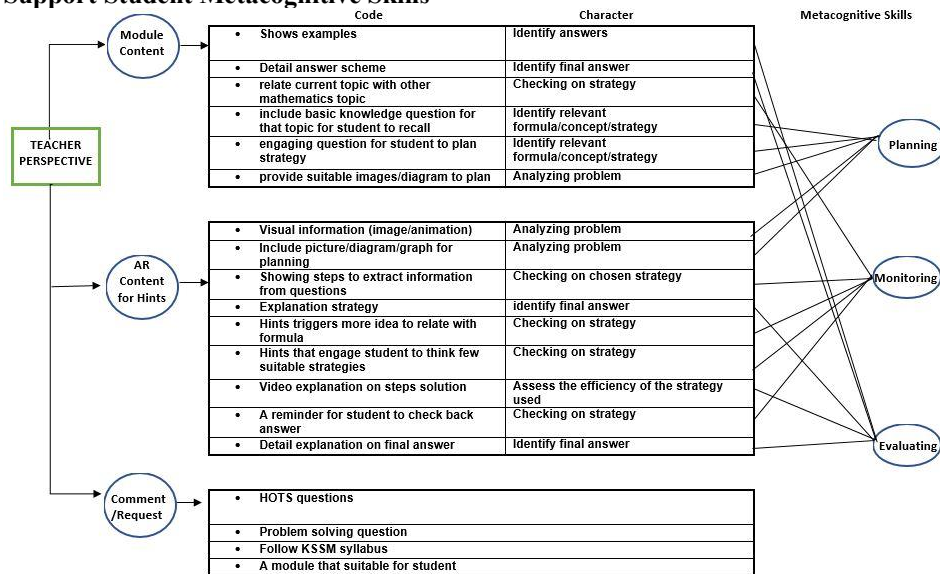 Support Student Metacognitive Skills
Code Character Metacognitive Skills
Module
Content
• Shows examples Identify answers
• Detail answer scheme Identify final answer
• relate current topic with other
mathematics topic
Checking on strategy
• include basic knowledge question for
that topic for student to recall
Identify relevant
formula/concept/strategy
• engaging question for student to plan
strategy
Identify relevant
formula/concept/strategy
• provide suitable images/diagram to plan Analyzing problem
TEACHER
PERSPECTIVE
Planning
AR
Content
for Hints
• Visual information (image/animation) Analyzing problem
• Include picture/diagram/graph for
planning
Analyzing problem
• Showing steps to extract information
from questions
Checking on chosen strategy
• Explanation strategy identify final answer
• Hints triggers more idea to relate with
formula
Checking on strategy
• Hints that engage student to think few
suitable strategies
Checking on strategy
• Video explanation on steps solution
Assess the efficiency of the strategy
used
• A reminder for student to check back
answer
Checking on strategy
• Detail explanation on final answer Identify final answer
Monitoring
Evaluating
Comment
/Request
• HOTS questions
• Problem solving question
• Follow KSSM syllabus
• A module that suitable for student